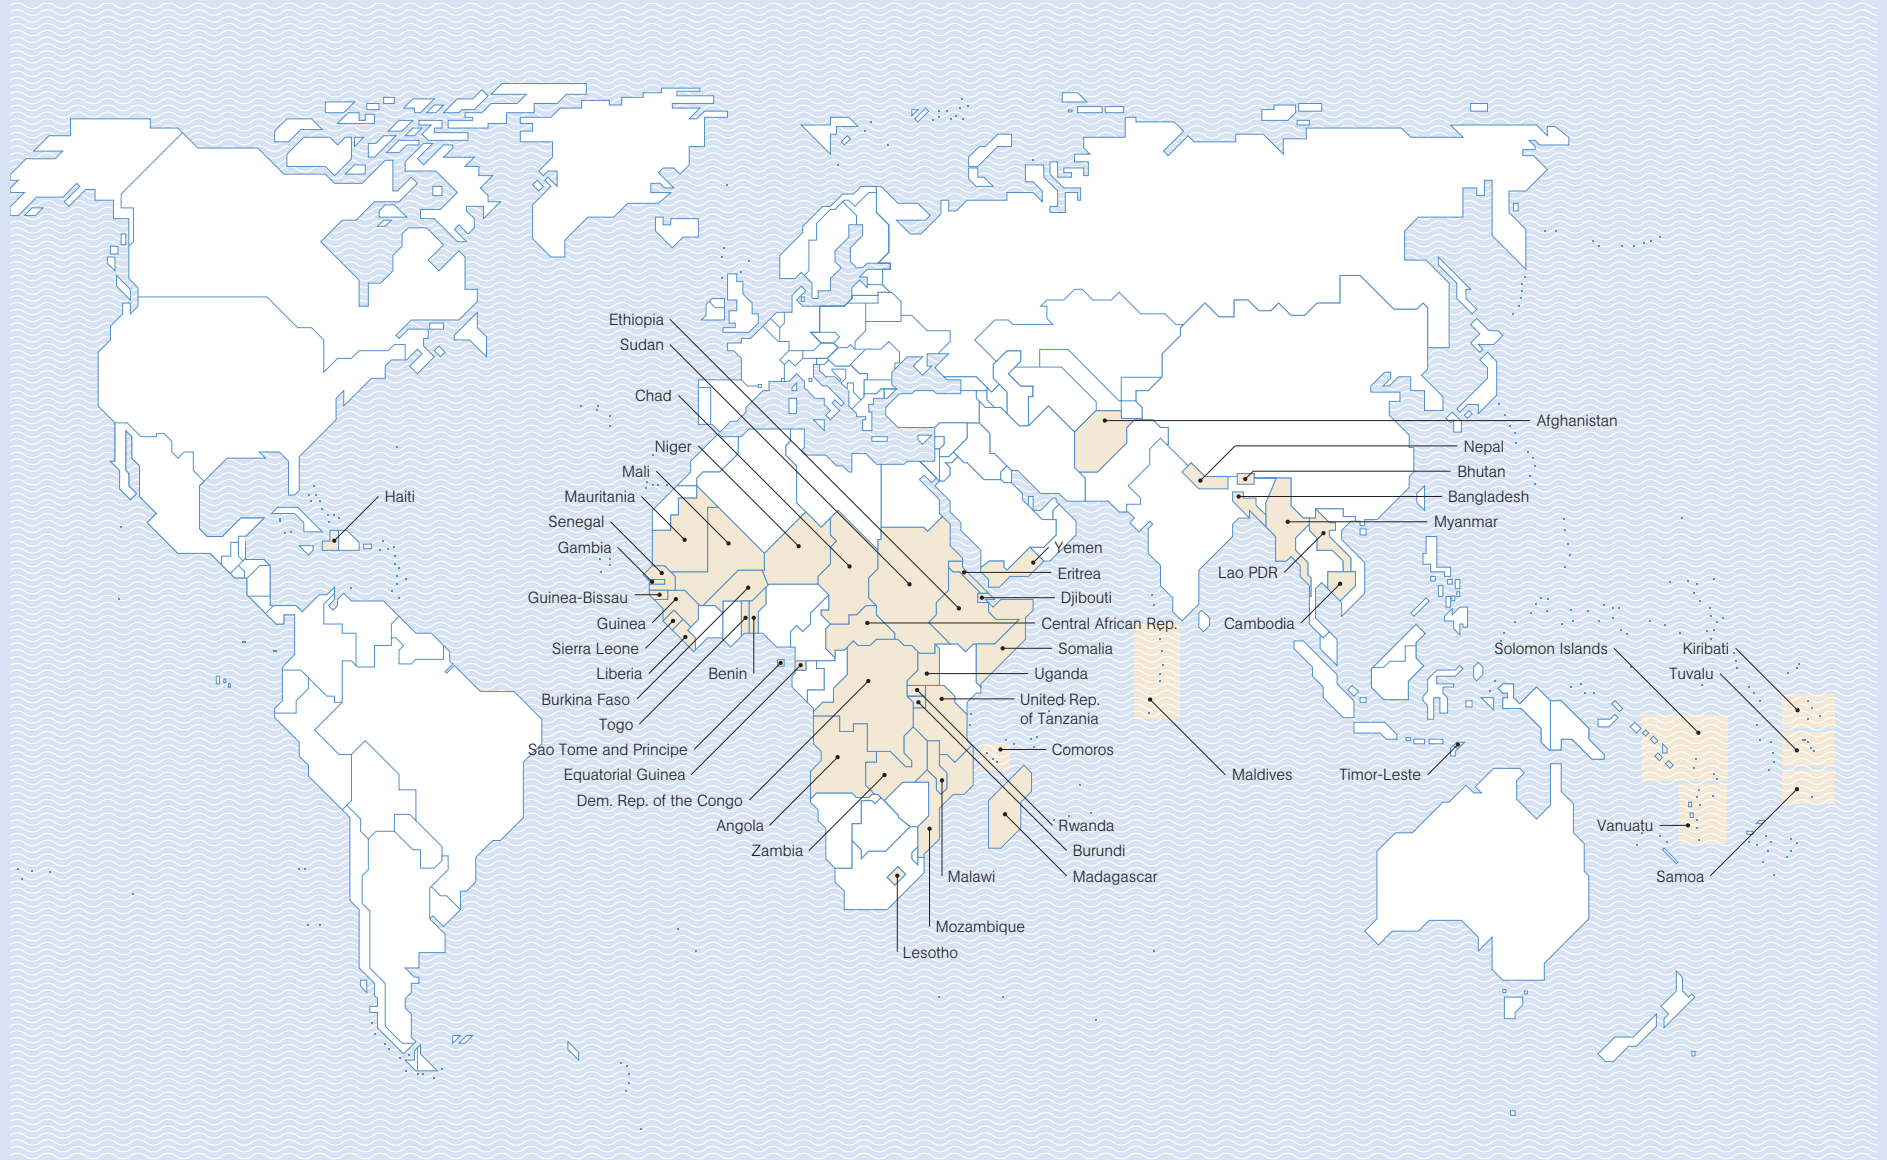 Ethiopia
Sudan
Chad
Niger
Mali
Mauritania
Senegal
Gambia
Guinea-Bissau
Guinea
Sierra Leone
Liberia
Burkina Faso
Togo
Sao Tome and Principe
Equatorial Guinea
Dem. Rep. of the Congo
Angola
Zambia
Benin
Haiti
Afghanistan
Nepal
Bhutan
Bangladesh
Myanmar
Lao PDR
Cambodia
Yemen
Eritrea
Djibouti
Central African Rep.
Somalia
Uganda
United Rep.
of Tanzania
Comoros
Rwanda
Burundi
Madagascar
Malawi
Mozambique
Lesotho
Maldives
Timor-Leste
Solomon Islands
Kiribati
Tuvalu
Vanuatu
Samoa